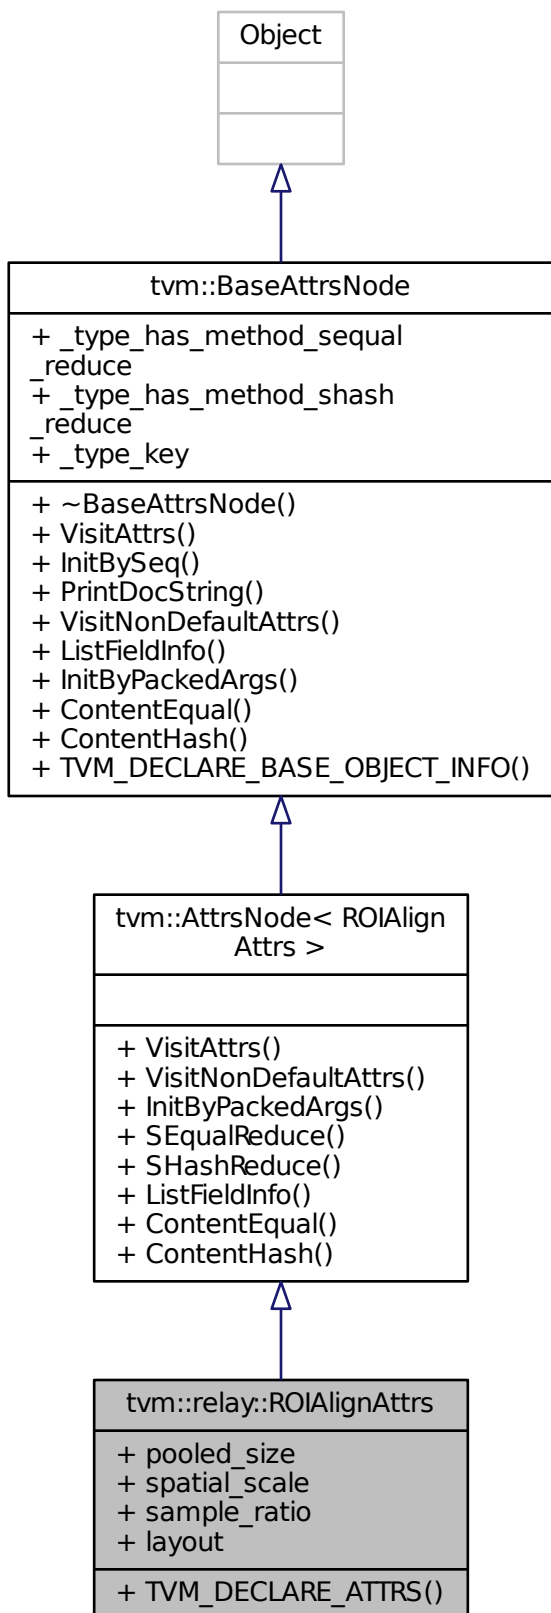 Object
tvm::BaseAttrsNode
+ _type_has_method_sequal
_reduce
+ _type_has_method_shash
_reduce
+ _type_key
+ ~BaseAttrsNode()
+ VisitAttrs()
+ InitBySeq()
+ PrintDocString()
+ VisitNonDefaultAttrs()
+ ListFieldInfo()
+ InitByPackedArgs()
+ ContentEqual()
+ ContentHash()
+ TVM_DECLARE_BASE_OBJECT_INFO()
tvm::AttrsNode< ROIAlign
Attrs >
+ VisitAttrs()
+ VisitNonDefaultAttrs()
+ InitByPackedArgs()
+ SEqualReduce()
+ SHashReduce()
+ ListFieldInfo()
+ ContentEqual()
+ ContentHash()
tvm::relay::ROIAlignAttrs
+ pooled_size
+ spatial_scale
+ sample_ratio
+ layout
+ TVM_DECLARE_ATTRS()